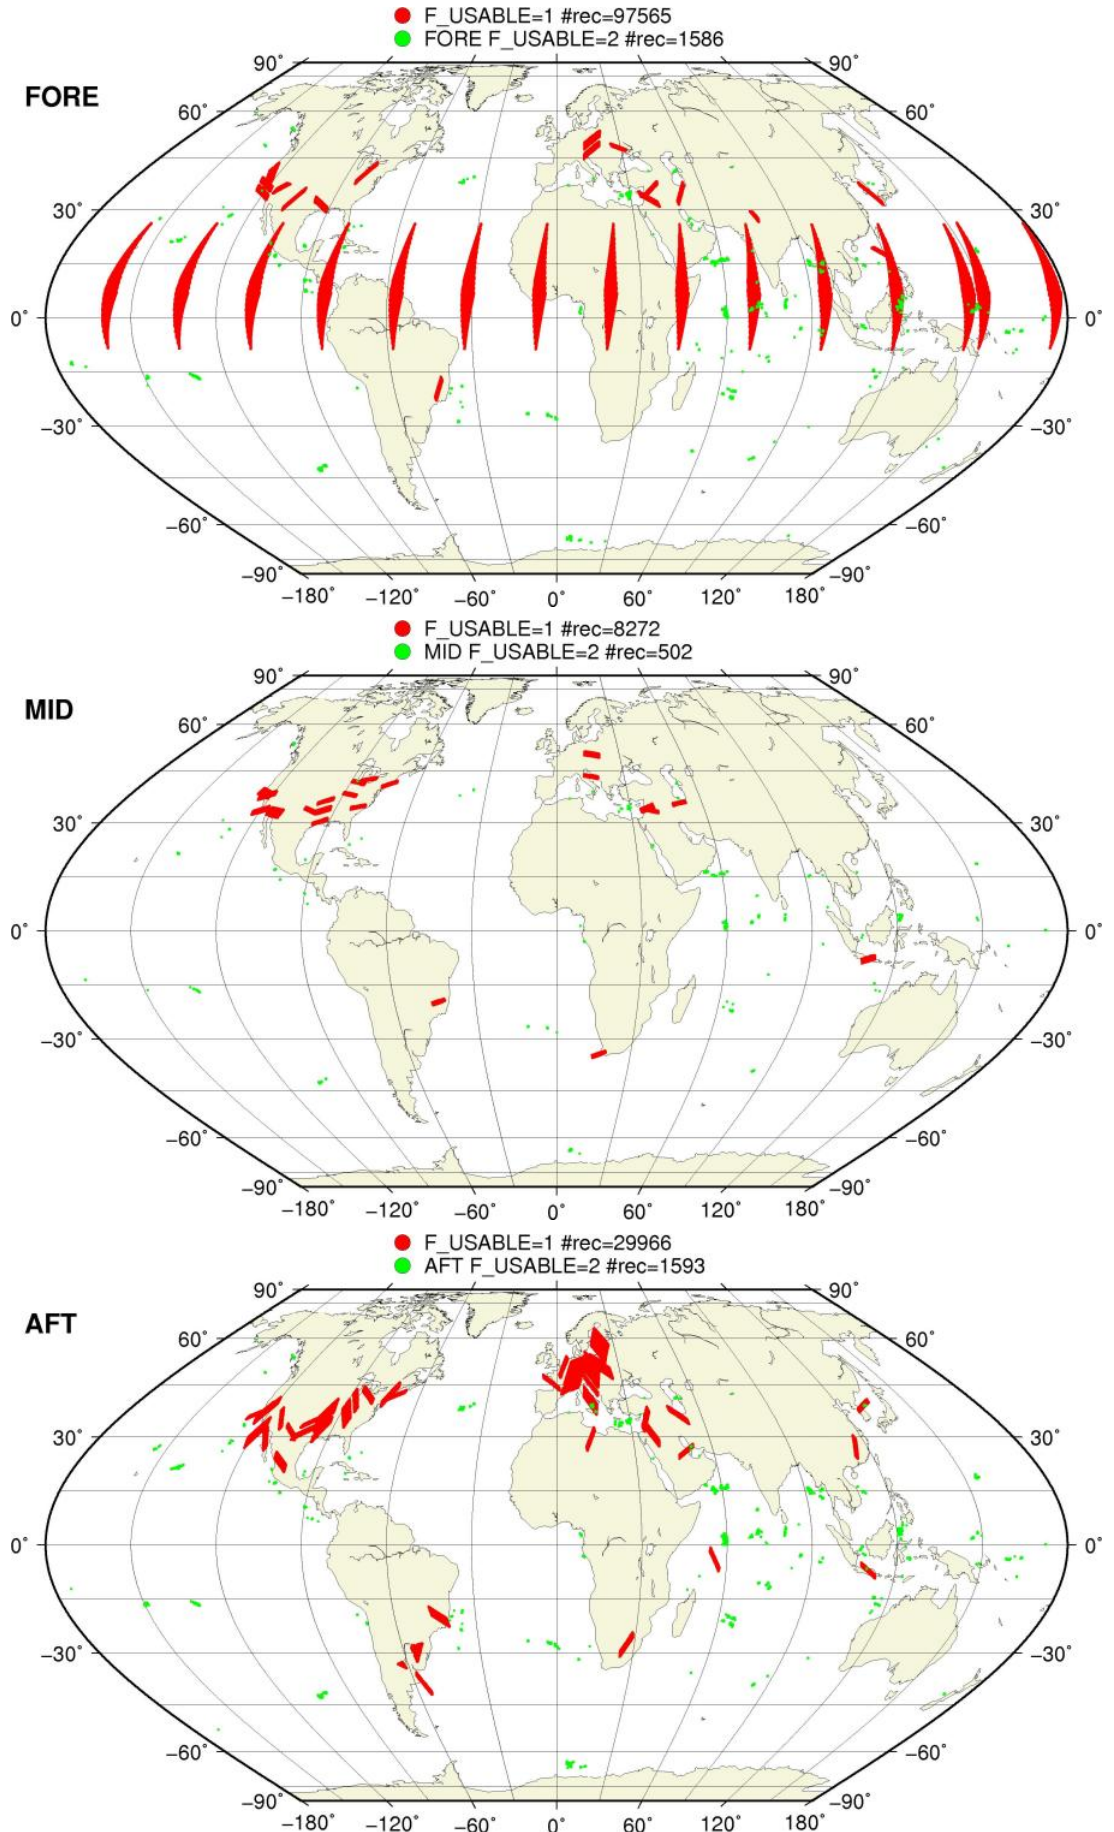 F_USABLE=1 #rec=97565
FORE F_USABLE=2 #rec=1586
FORE
90° 90°
60° 60°
30° 30°
0° 0°
−30° −30°
−60° −60°
−90° −90°
−180° −120° −60° 0° 60° 120° 180°
F_USABLE=1 #rec=8272
MID F_USABLE=2 #rec=502
MID
90° 90°
60° 60°
30° 30°
0° 0°
−30° −30°
−60° −60°
−90° −90°
−180° −120° −60° 0° 60° 120° 180°
F_USABLE=1 #rec=29966
AFT F_USABLE=2 #rec=1593
AFT
90° 90°
60° 60°
30° 30°
0° 0°
−30° −30°
−60° −60°
−90° −90°
−180° −120° −60° 0° 60° 120° 180°